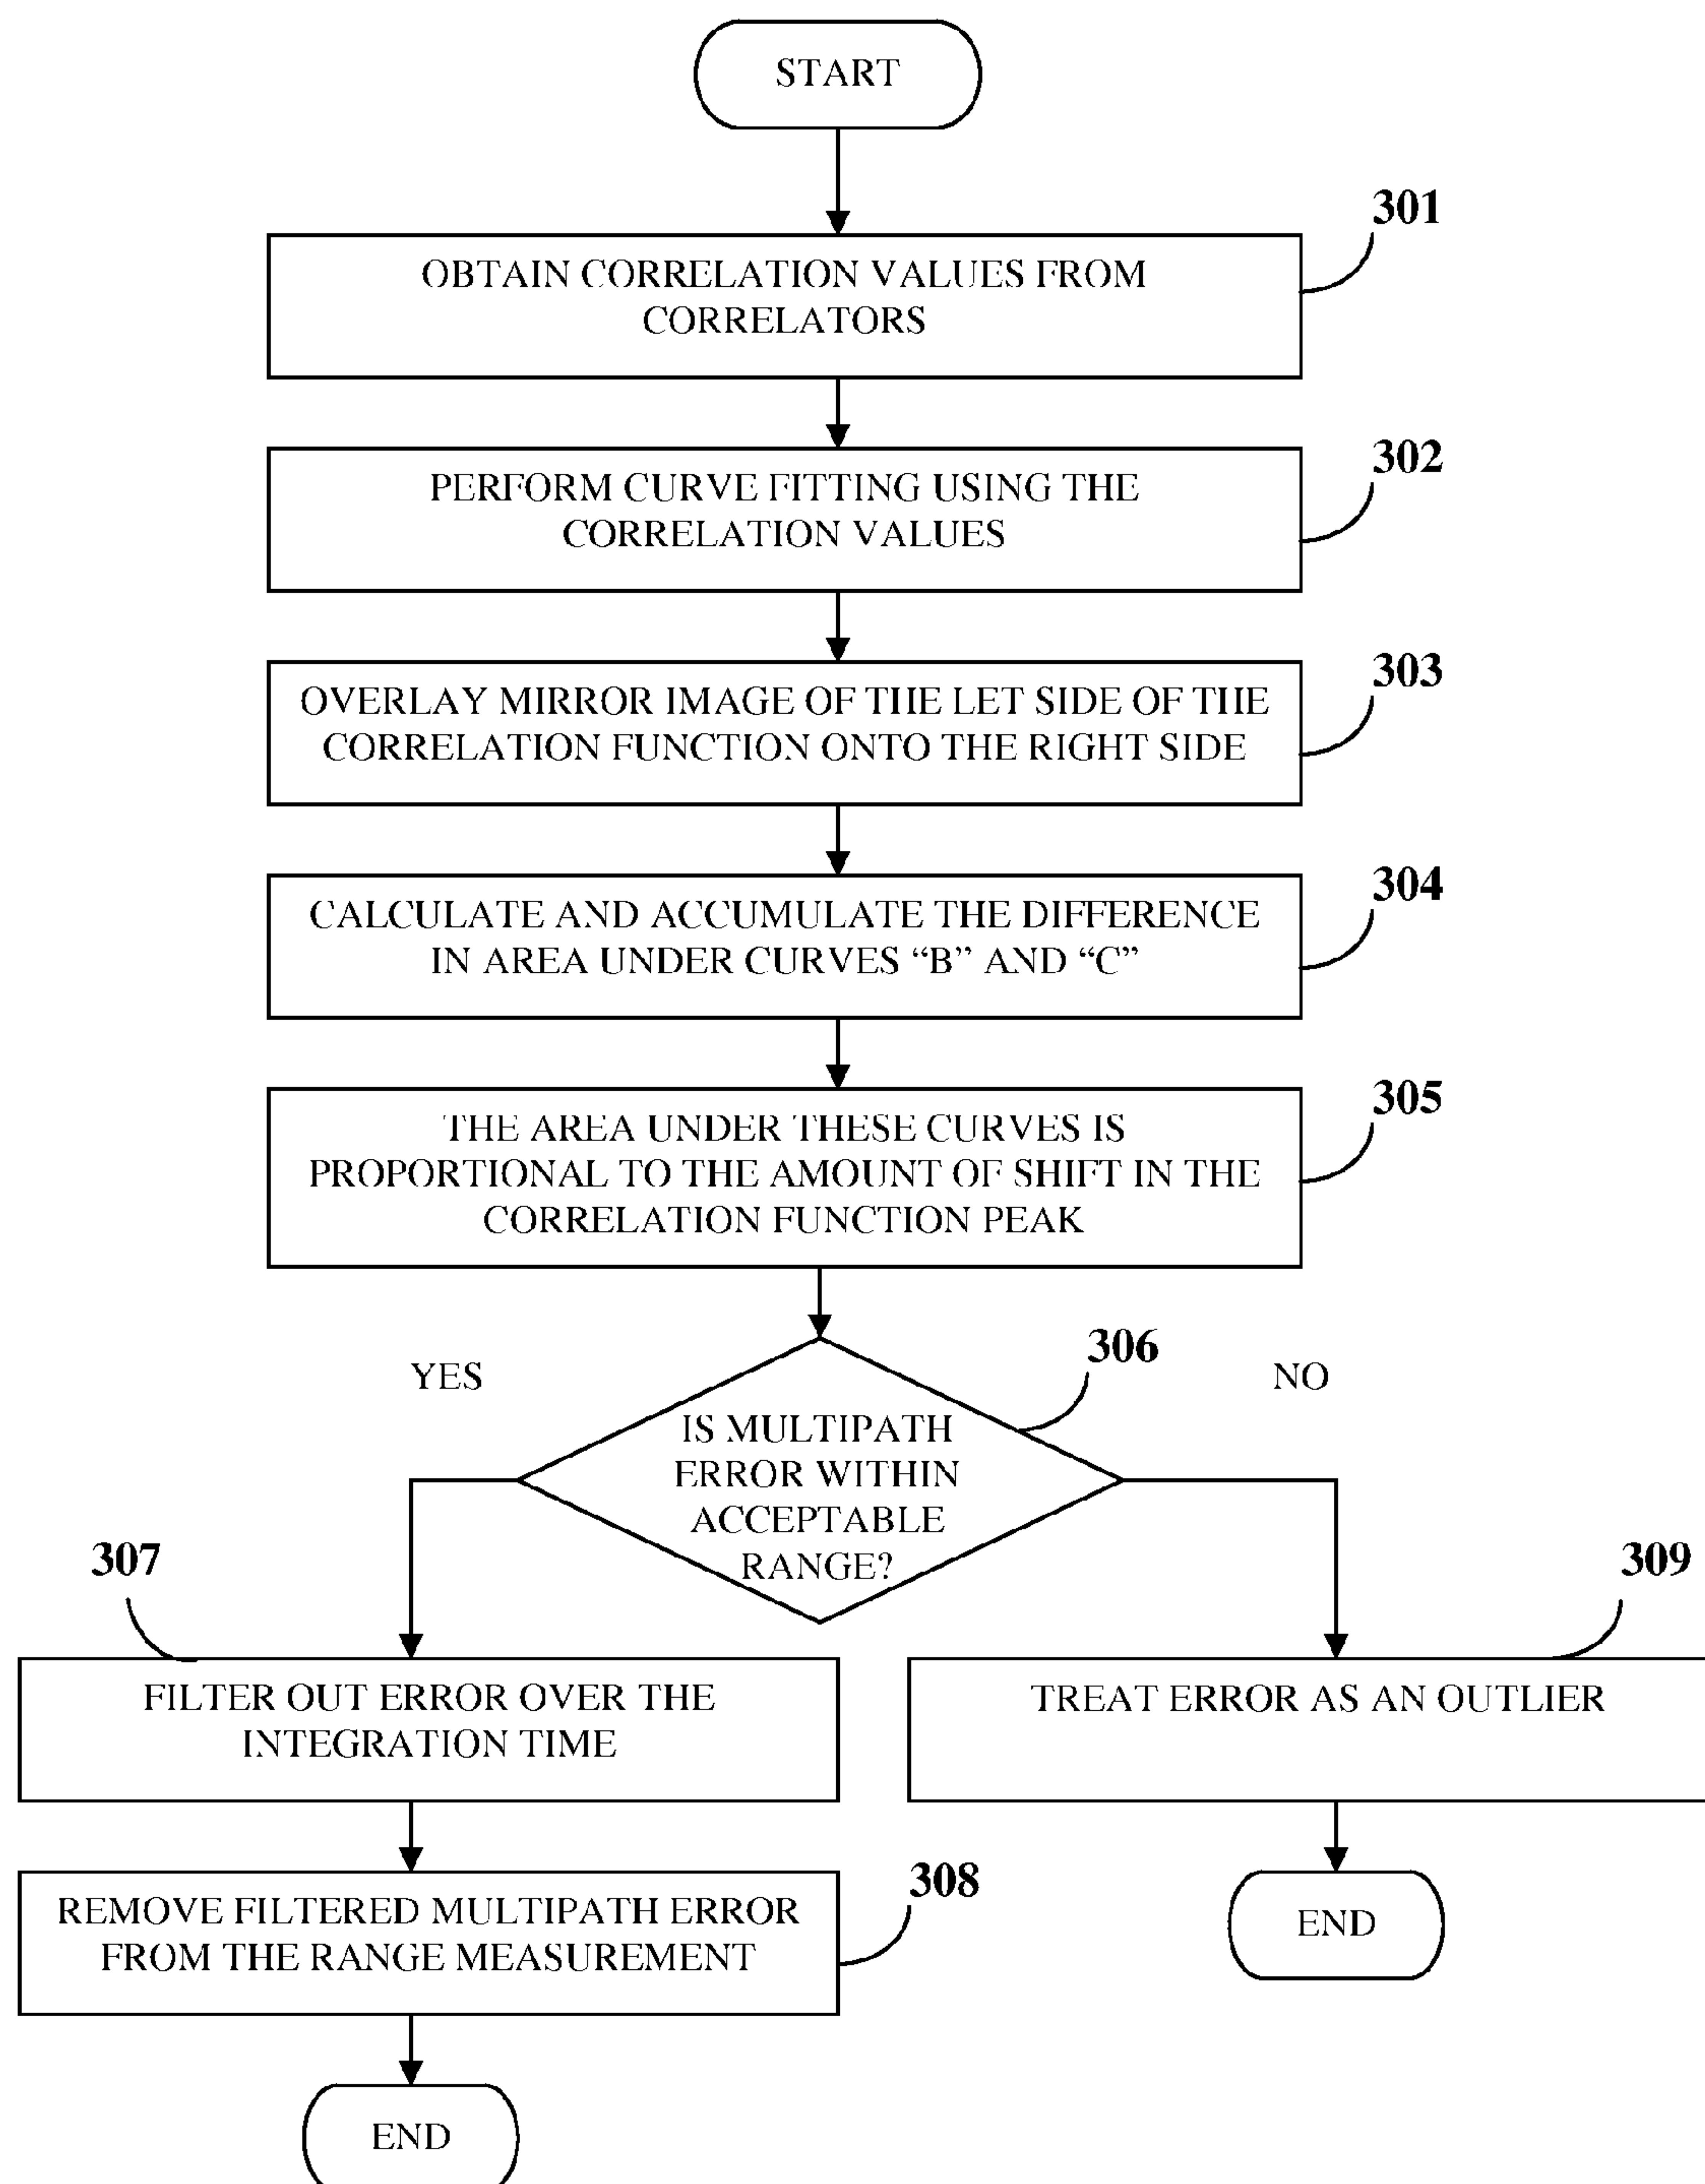 START
301
OBTAIN CORRELATION VALUES FROM
CORRELATORS
302
PERFORM CURVE FITTING USING THE
CORRELATION VALUES
303
OVERLAY MIRROR IMAGE OF THE LET SIDE OF THE
CORRELATION FUNCTION ONTO THE RIGHT SIDE
304
CALCULATE AND ACCUMULATE THE DIFFERENCE
IN AREA UNDER CURVES “B” AND “C”
305
THE AREA UNDER THESE CURVES IS
PROPORTIONAL TO THE AMOUNT OF SHIFT IN THE
CORRELATION FUNCTION PEAK
306
YES
NO
IS MULTIPATH
ERROR WITHIN
ACCEPTABLE
RANGE?
307
309
FILTER OUT ERROR OVER THE
INTEGRATION TIME
TREAT ERROR AS AN OUTLIER
308
REMOVE FILTERED MULTIPATH ERROR
FROM THE RANGE MEASUREMENT
END
END